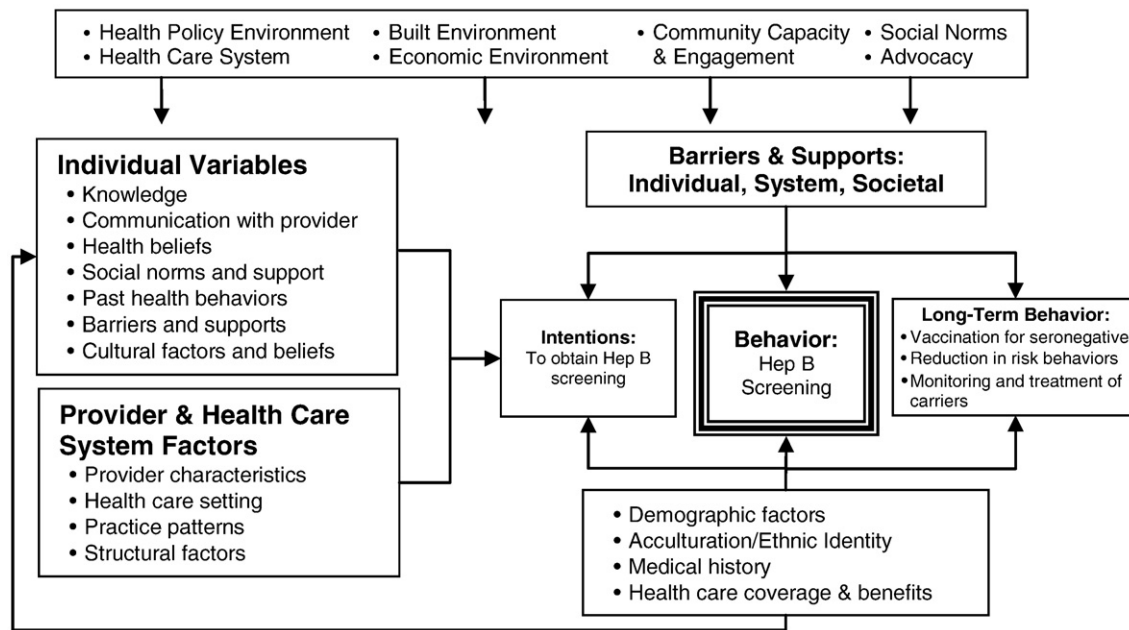 • Health Policy Environment
• Health Care System
• Built Environment
• Economic Environment
• Community Capacity
& Engagement
• Social Norms
• Advocacy
Individual Variables
• Knowledge
• Communication with provider
• Health beliefs
• Social norms and support
• Past health behaviors
• Barriers and supports
• Cultural factors and beliefs
Provider & Health Care
System Factors
• Provider characteristics
• Health care setting
• Practice patterns
• Structural factors
Barriers & Supports:
Individual, System, Societal
Intentions:
To obtain Hep B
screening
Behavior:
Hep B
Screening
Long-Term Behavior:
• Vaccination for seronegative
• Reduction in risk behaviors
• Monitoring and treatment of
carriers
• Demographic factors
• Acculturation/Ethnic Identity
• Medical history
• Health care coverage & benefits